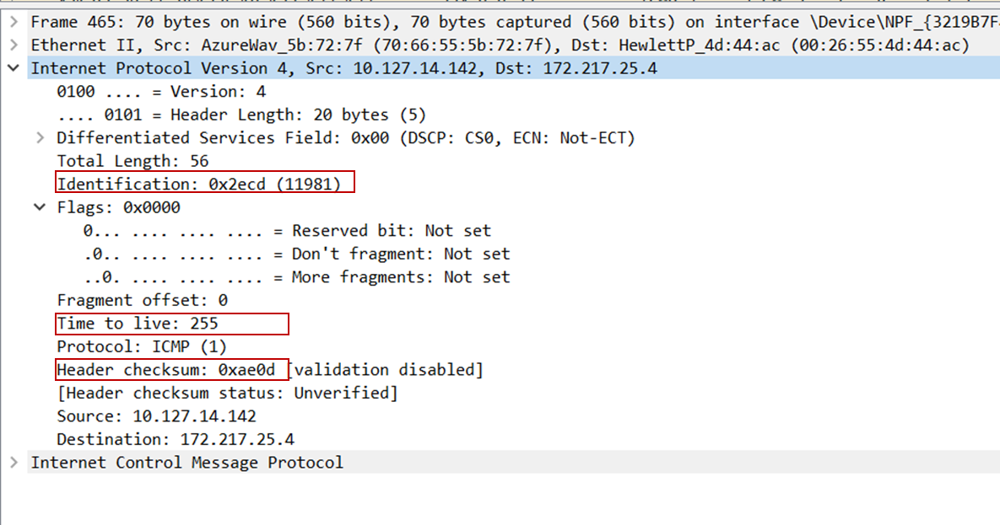 Frame 465: 70 bytes on wire (560 bits), 70 bytes captured (560 bits) on interface \Device\NPF_{3219B7F
Ethernet II, Src: AzureWav_5b:72:7f (70:66:55:5b:72:7f), Dst: HewlettP_4d:44:ac (00:26:55:4d:44:ac)
Internet Protocol Version 4, Src: 10.127.14.142, Dst: 172.217.25.4
0100 .... = Version: 4
.... 0101 = Header Length: 20 bytes (5)
Differentiated Services Field: 0x00 (DSCP: CS0, ECN: Not-ECT)
Total Length: 56
Identification: 0x2ecd (11981)
Flags: 0x0000
0... .... .... .... = Reserved bit: Not set
.0.. .... .... .... = Don't fragment: Not set
..0. .... .... .... = More fragments: Not set
Fragment offset: 0
Time to live: 255
Protocol: ICMP (1)
Header checksum: 0xae0d [validation disabled]
[Header checksum status: Unverified]
Source: 10.127.14.142
Destination: 172.217.25.4
Internet Control Message Protocol